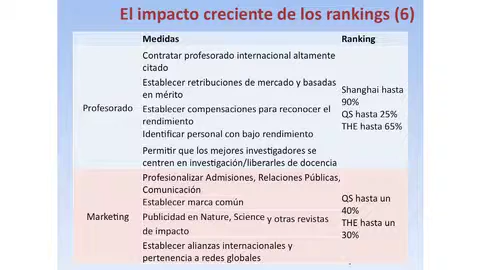 El impacto creciente de los rankings (6)
Medidas
Ranking
Profesorado
Contratar profesorado internacional altamente
citado
Establecer retribuciones de mercado y basadas
en mérito
Establecer compensaciones para reconocer el
rendimiento
Identificar personal con bajo rendimiento
Permitir que los mejores investigadores se
centren en investigación/liberarles de docencia
Shanghai hasta
90%
QS hasta 25%
THE hasta 65%
Marketing
Profesionalizar Admisiones, Relaciones Públicas,
Comunicación
Establecer marca común
Publicidad en Nature, Science y otras revistas
de impacto
Establecer alianzas internacionales y
pertenencia a redes globales
QS hasta un
40%
THE hasta un
30%